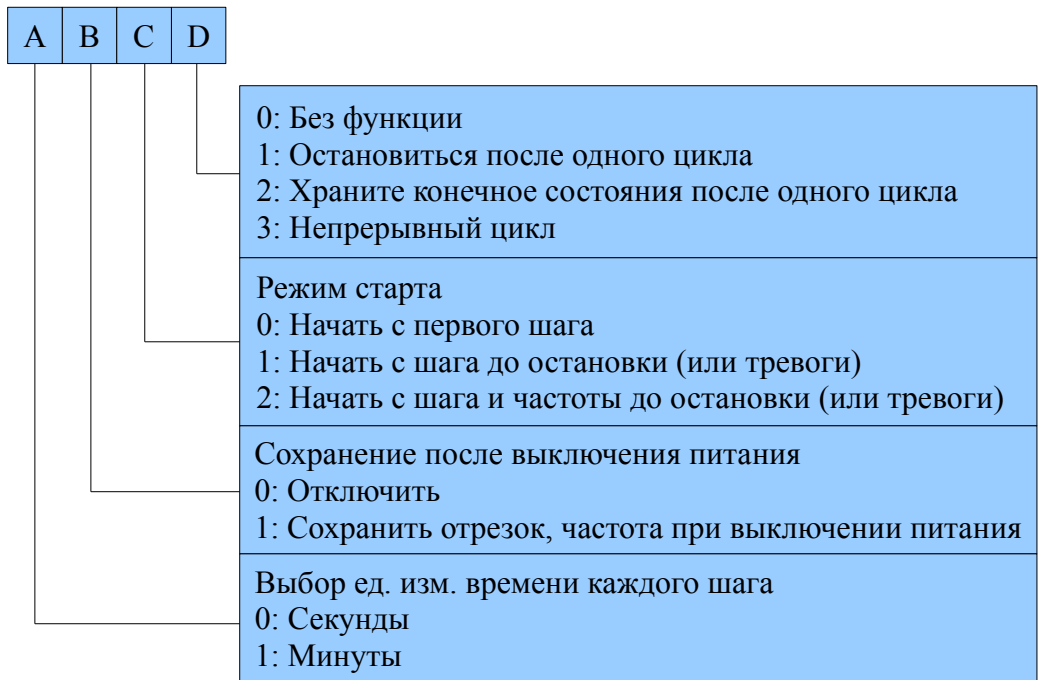 A B C D
0: Без функции
1: Остановиться после одного цикла
2: Храните конечное состояния после одного цикла
3: Непрерывный цикл
Режим старта
0: Начать с первого шага
1: Начать с шага до остановки (или тревоги)
2: Начать с шага и частоты до остановки (или тревоги)
Сохранение после выключения питания
0: Отключить
1: Сохранить отрезок, частота при выключении питания
Выбор ед. изм. времени каждого шага
0: Секунды
1: Минуты